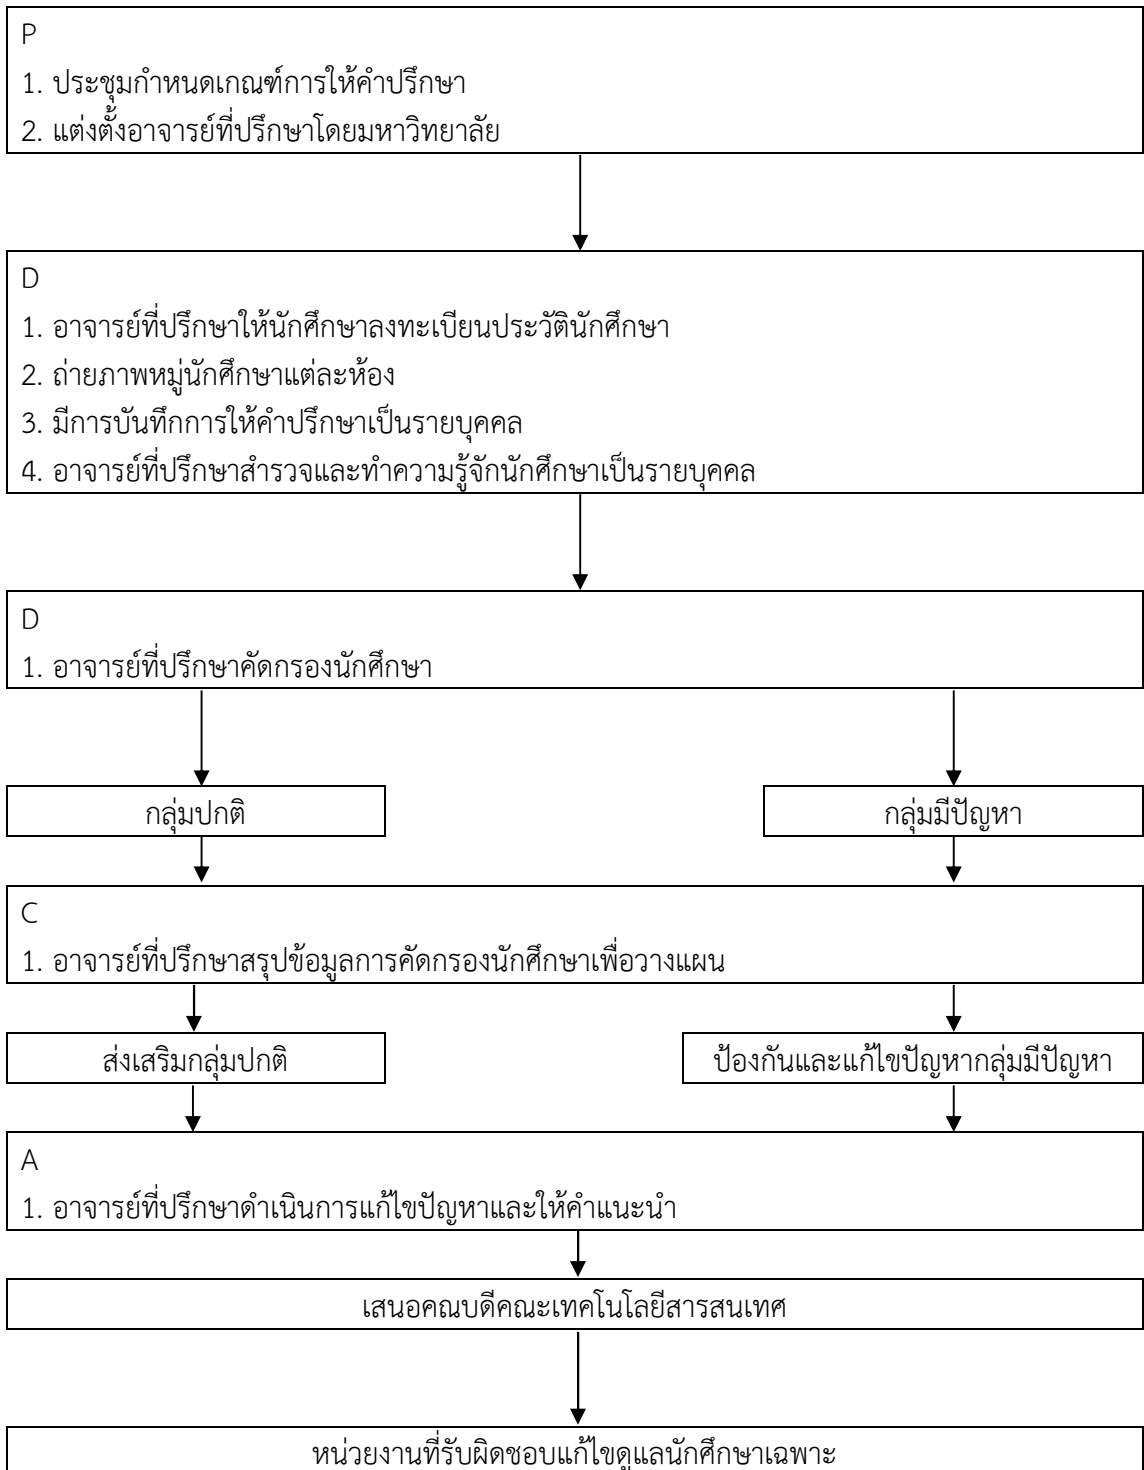 P
1. ประชุมกำหนดเกณฑ์การให้คำปรึกษา
2. แต่งตั้งอาจารย์ที่ปรึกษาโดยมหาวิทยาลัย
D
1. อาจารย์ที่ปรึกษาให้นักศึกษาลงทะเบียนประวัตินักศึกษา
2. ถ่ายภาพหมู่นักศึกษาแต่ละห้อง
3. มีการบันทึกการให้คำปรึกษาเป็นรายบุคคล
4. อาจารย์ที่ปรึกษาสำรวจและทำความรู้จักนักศึกษาเป็นรายบุคคล
D
1. อาจารย์ที่ปรึกษาคัดกรองนักศึกษา
กลุ่มปกติ
กลุ่มมีปัญหา
C
1. อาจารย์ที่ปรึกษาสรุปข้อมูลการคัดกรองนักศึกษาเพื่อวางแผน
ส่งเสริมกลุ่มปกติ
ป้องกันและแก้ไขปัญหากลุ่มมีปัญหา
A
1. อาจารย์ที่ปรึกษาดำเนินการแก้ไขปัญหาและให้คำแนะนำ
เสนอคณบดีคณะเทคโนโลยีสารสนเทศ
หน่วยงานที่รับผิดชอบแก้ไขดูแลนักศึกษาเฉพาะ